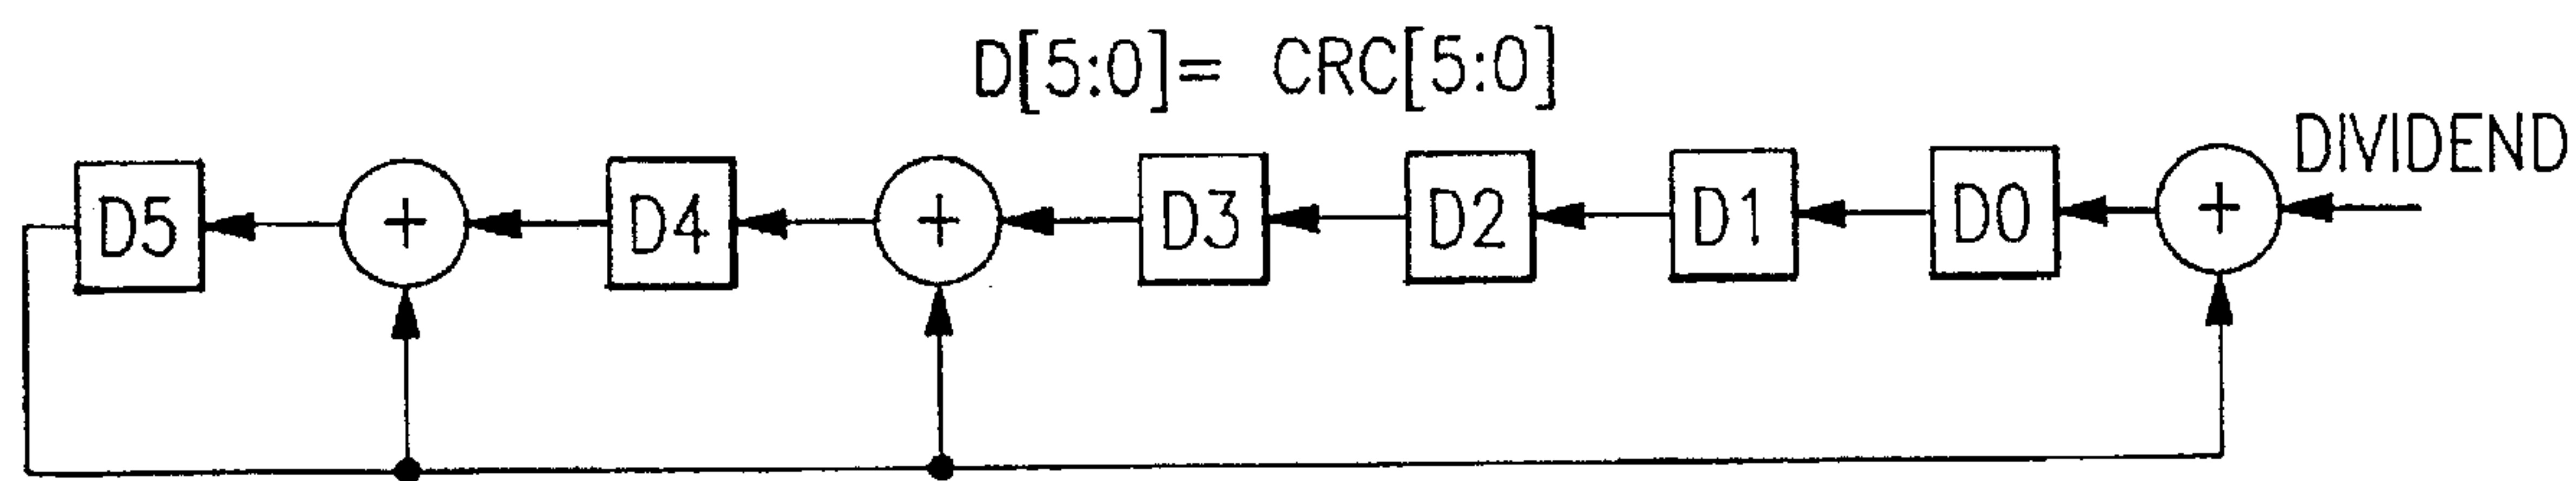 D[5:0]= CRC[5:0]
DIVIDEND
D5 + D4 + D3 D2 D1 D0 +